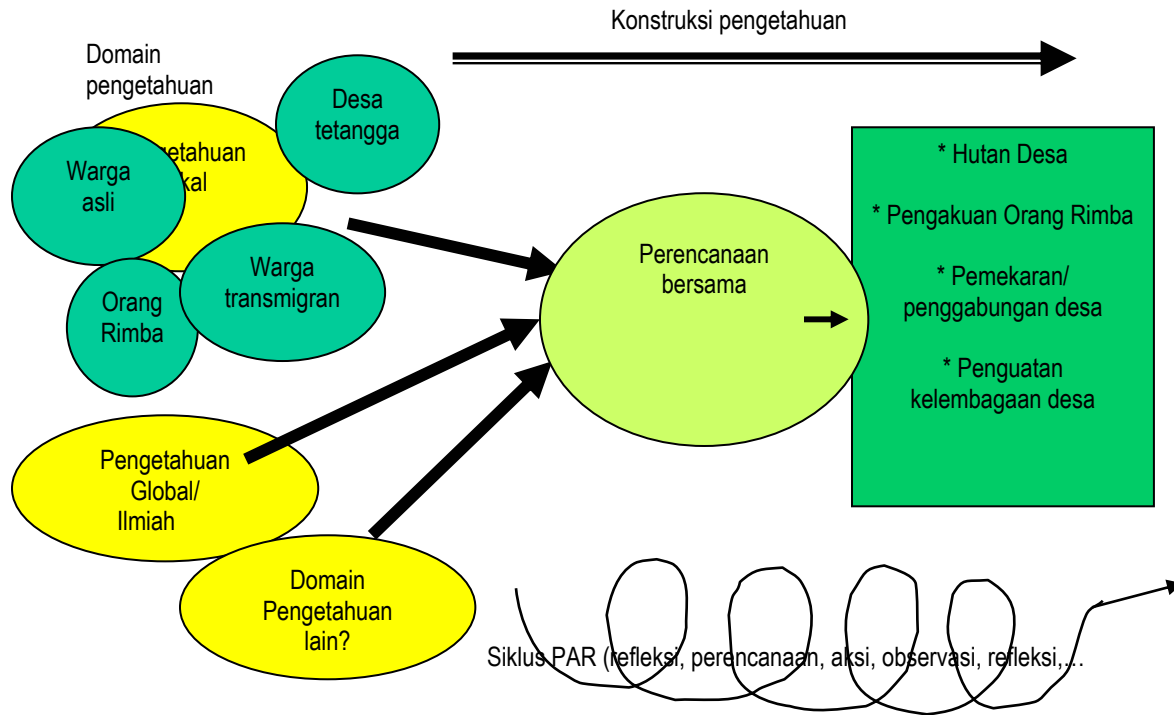 Konstruksi pengetahuan
Domain
pengetahuan
Desa
tetangga
getahuan
kal
Warga
asli
Warga
transmigran
Orang
Rimba
Pengetahuan
Global/
Ilmiah
Domain
Pengetahuan
lain?
Perencanaan
bersama
* Hutan Desa
* Pengakuan Orang Rimba
* Pemekaran/
penggabungan desa
* Penguatan
kelembagaan desa
Siklus PAR (refleksi, perencanaan, aksi, observasi, refleksi,…